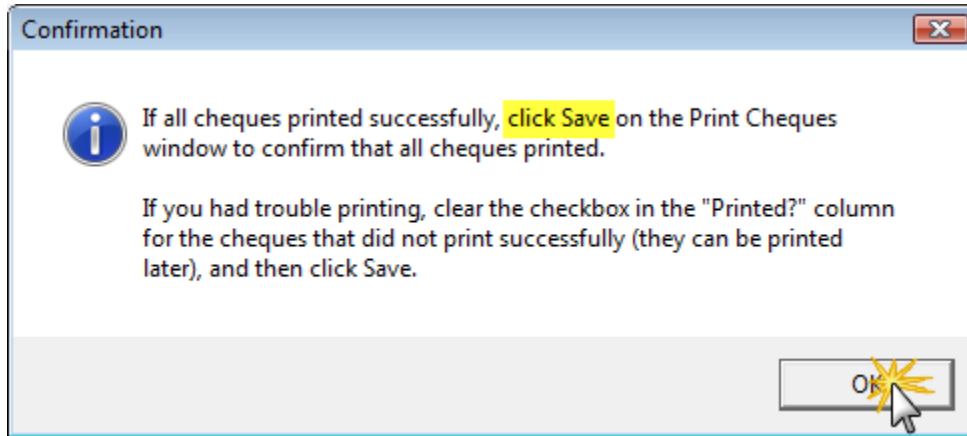 Confirmation
If all cheques printed successfully, click Save on the Print Cheques
window to confirm that all cheques printed.
If you had trouble printing, clear the checkbox in the "Printed?" column
for the cheques that did not print successfully (they can be printed
later), and then click Save.
OK